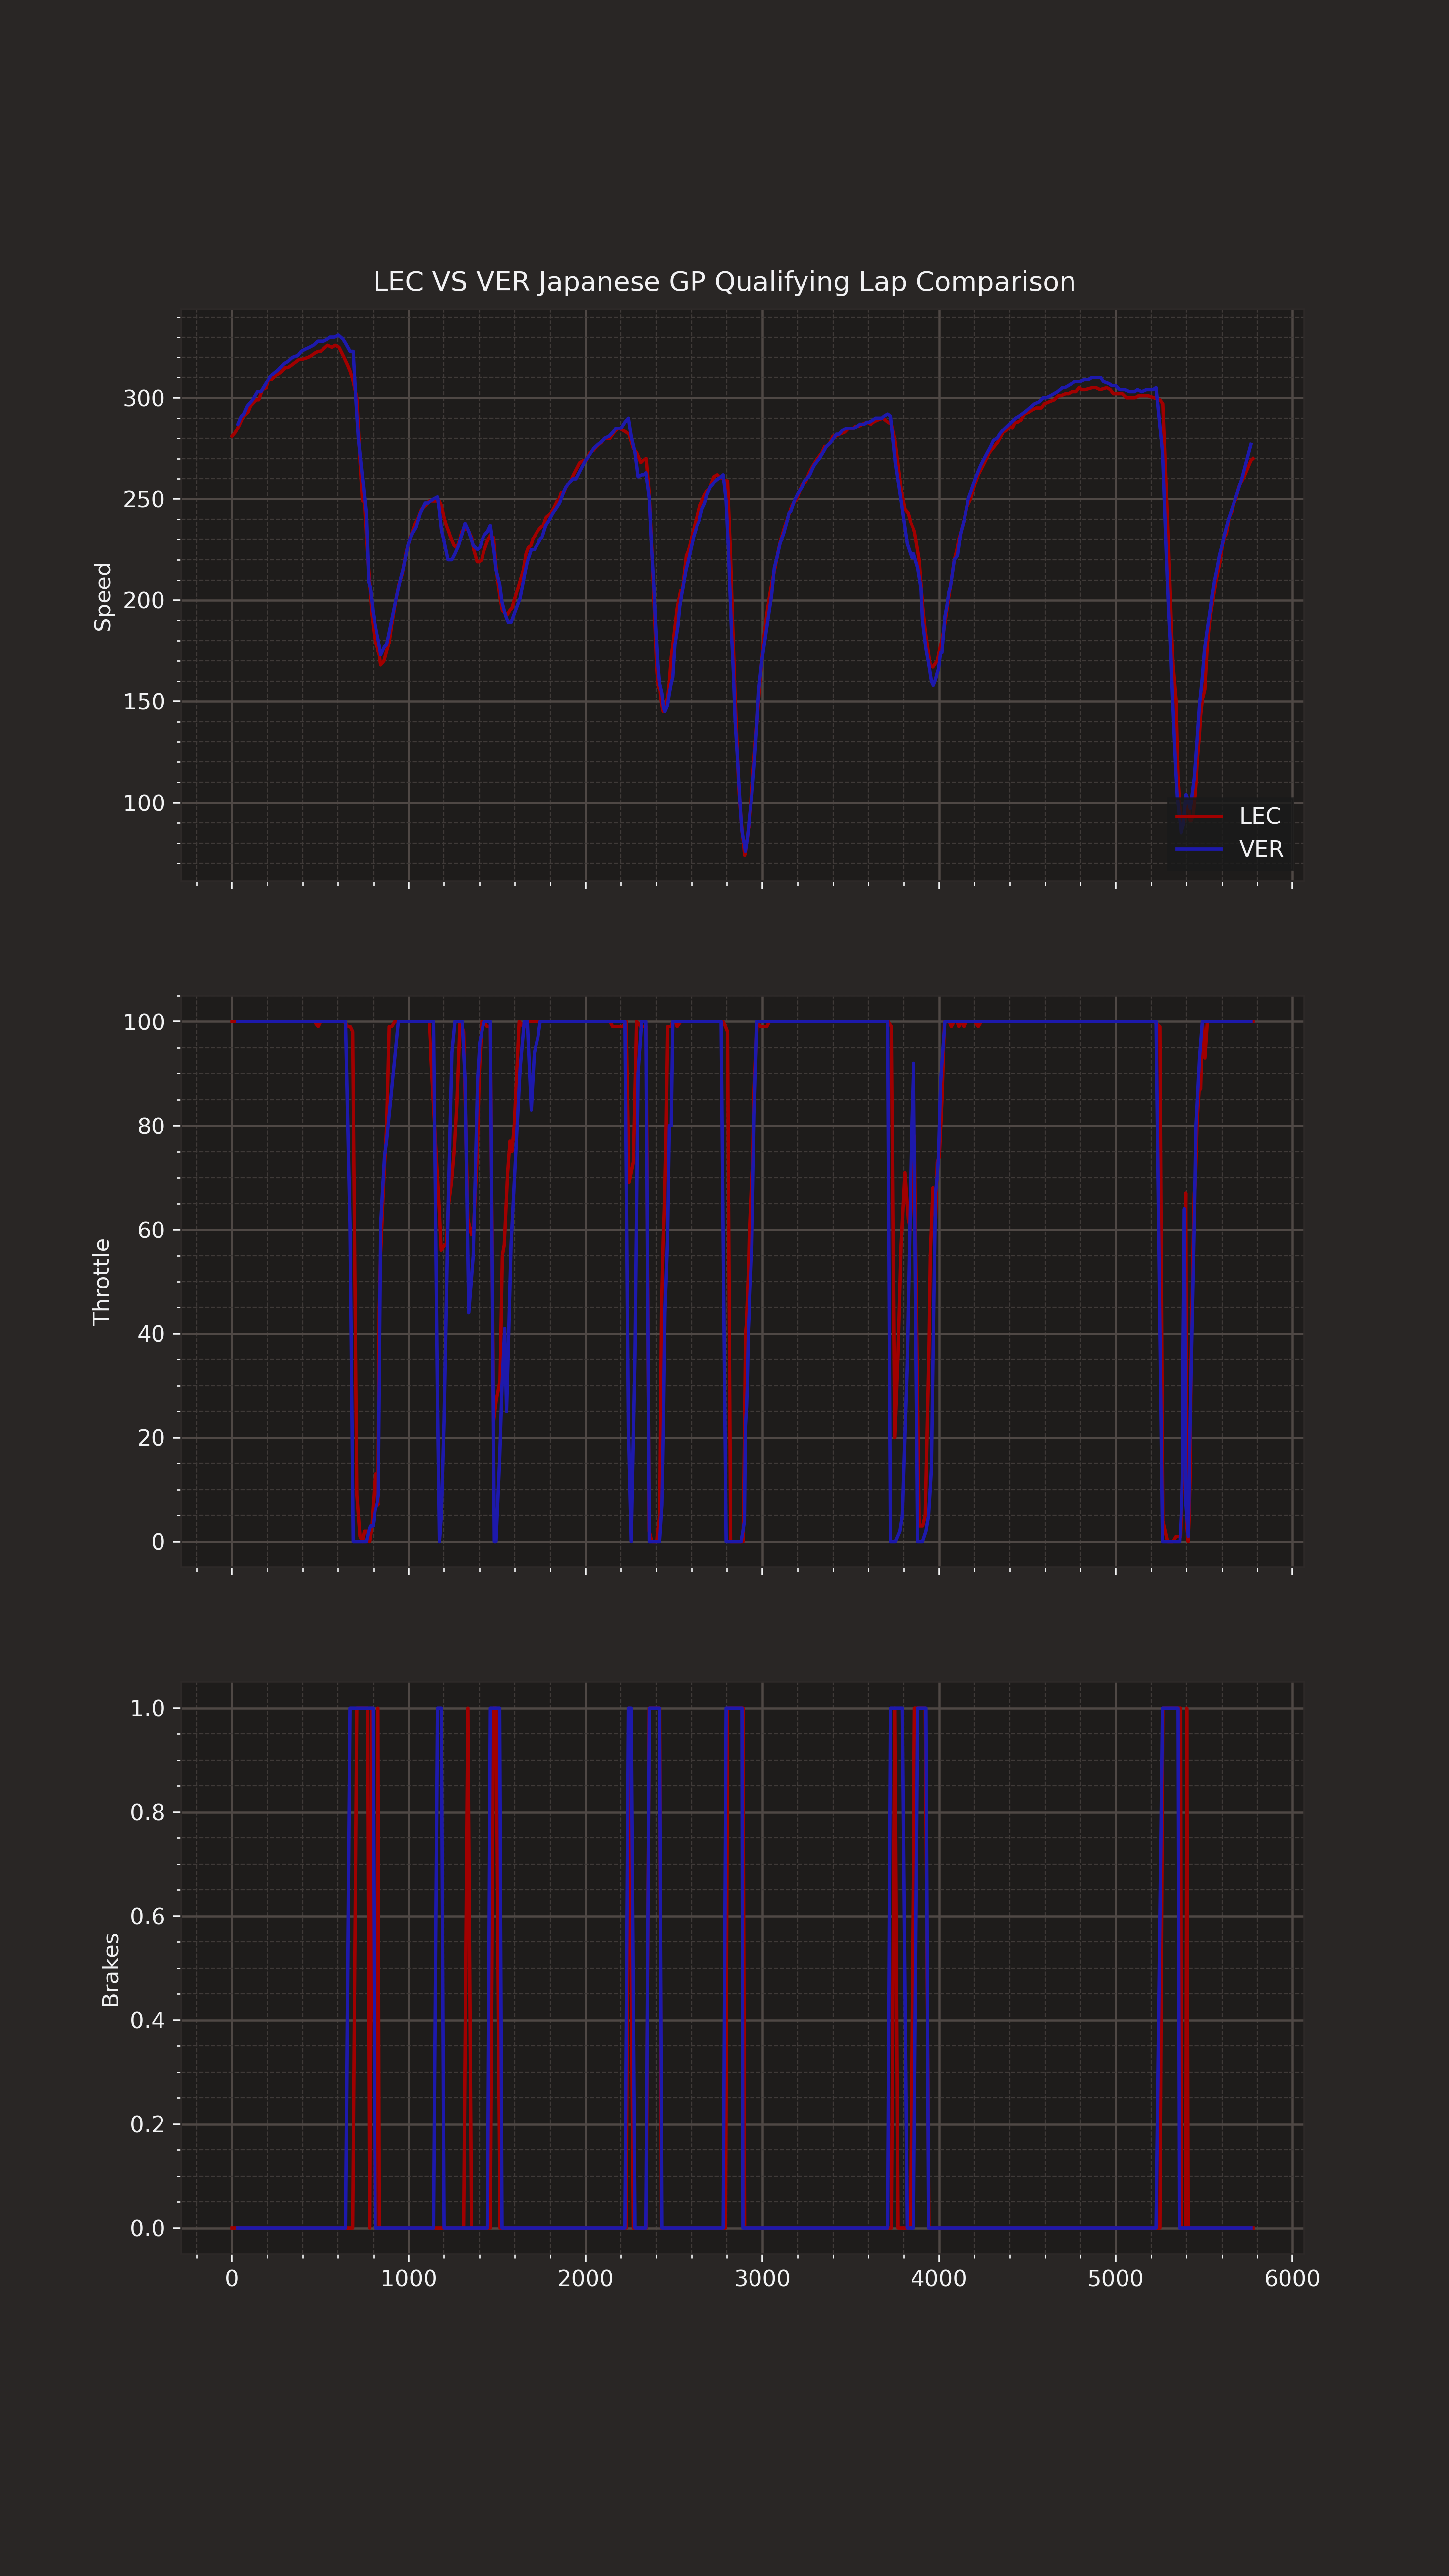 LEC VS VER Japanese GP Qualifying Lap Comparison
300
250
200
150
100
Speed
LEC
VER
100
80
60
40
20
0
Throttle
1.0
0.8
0.6
0.4
0.2
0.0
Brakes
0 1000 2000 3000 4000 5000 6000